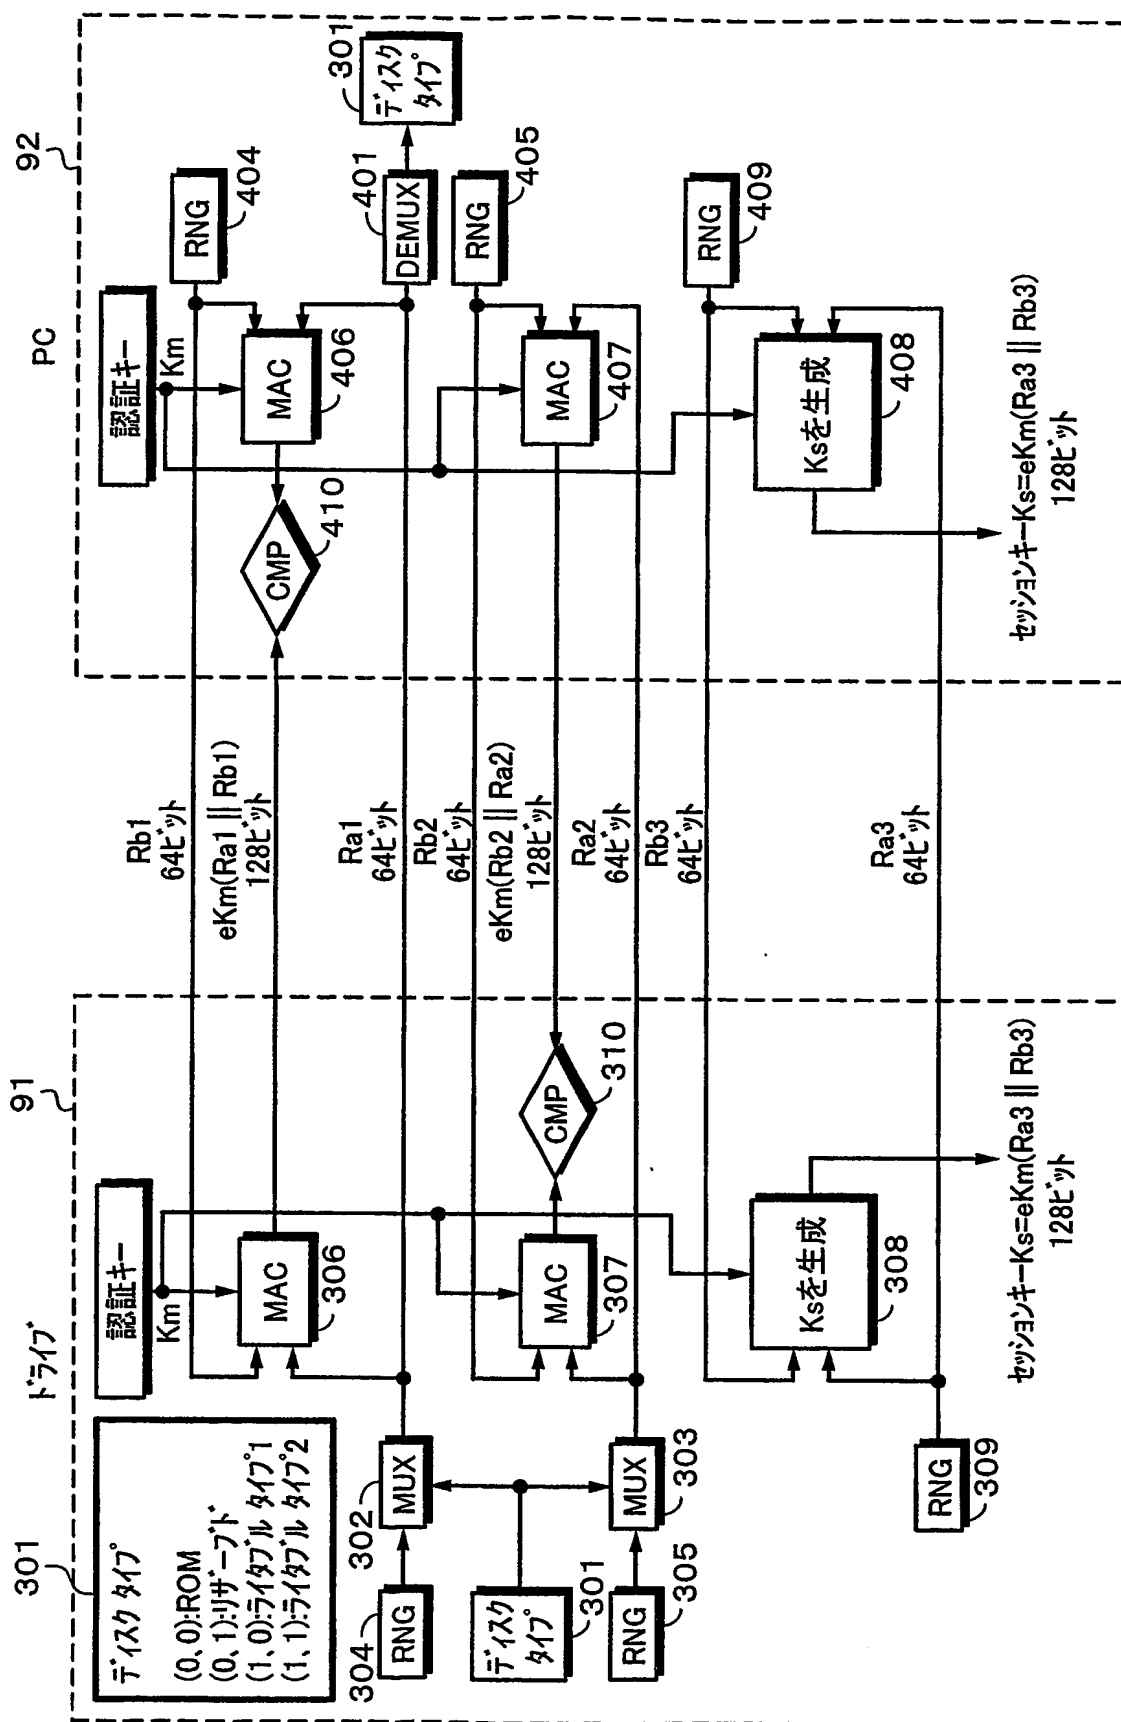 91
ドライブ
301
ディスク タイプ
(0, 0):ROM
(0, 1):リザーブド
(1, 0):ライタブル タイプ1
(1, 1):ライタブル タイプ2
認証キー
Km
MAC
306
304
RNG
302
MUX
ディスク
タイプ
301
305
RNG
MUX
303
MAC
307
CMP
310
Ksを生成
308
RNG
309
セッションキーKs=eKm(Ra3 || Rb3)
128ビット
Rb1
64ビット
eKm(Ra1 || Rb1)
128ビット
Ra1
64ビット
Rb2
64ビット
eKm(Rb2 || Ra2)
128ビット
Ra2
64ビット
Rb3
64ビット
Ra3
64ビット
92
PC
認証キー
Km
RNG
404
MAC
406
CMP
410
401
DEMUX
ディスク
タイプ
301
RNG
405
MAC
407
RNG
409
Ksを生成
408
セッションキーKs=eKm(Ra3 || Rb3)
128ビット